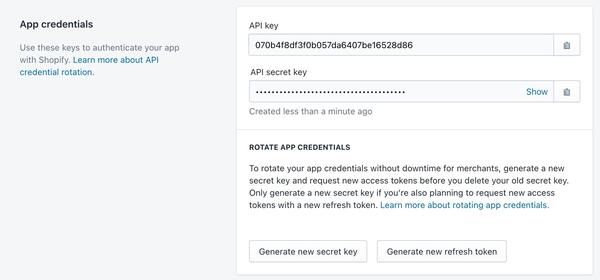 App credentials
Use these keys to authenticate your app
with Shopify. Learn more about API
credential rotation.
API key
070b4f8df3f0b057da6407be16528d86
API secret key
•••••••••••••••••••••••••••••••••••••• Show
Created less than a minute ago
ROTATE APP CREDENTIALS
To rotate your app credentials without downtime for merchants, generate a new
secret key and request new access tokens before you delete your old secret key.
Only generate a new secret key if you're also planning to request new access
tokens with a new refresh token. Learn more about rotating app credentials.
Generate new secret key Generate new refresh token